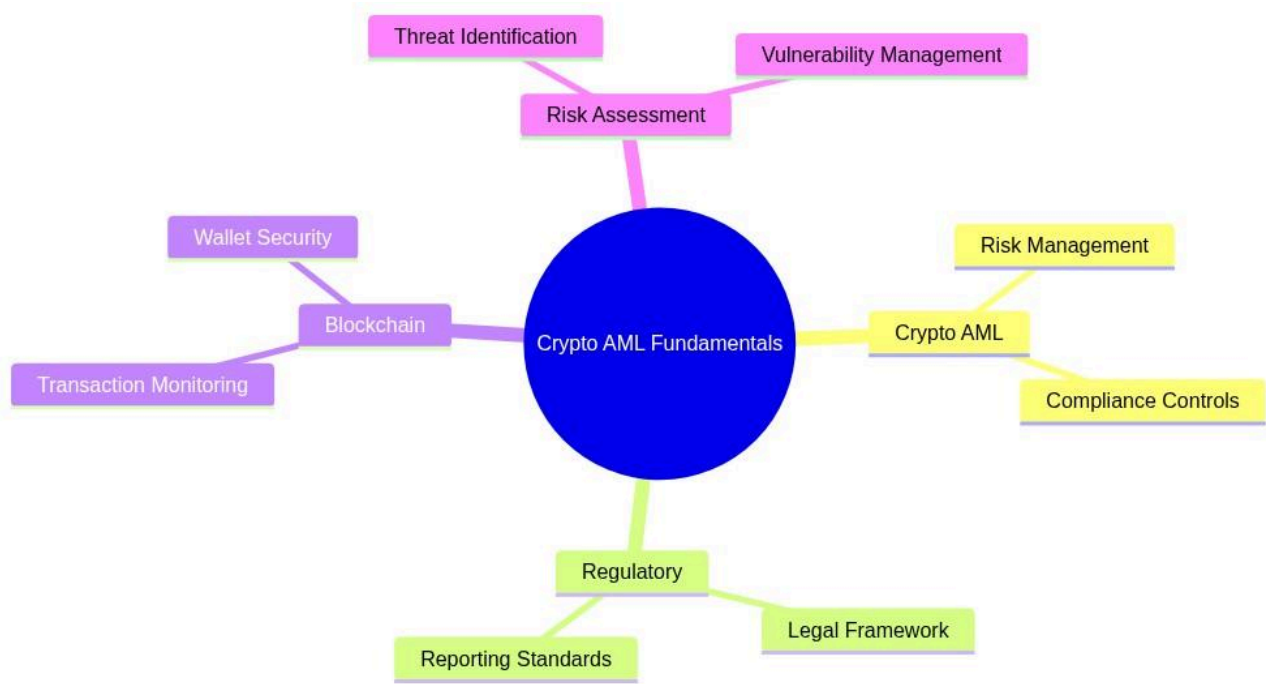 Threat Identification
Vulnerability Management
Risk Assessment
Wallet Security
Risk Management
Blockchain
Crypto AML Fundamentals
Crypto AML
Transaction Monitoring
Compliance Controls
Regulatory
Legal Framework
Reporting Standards